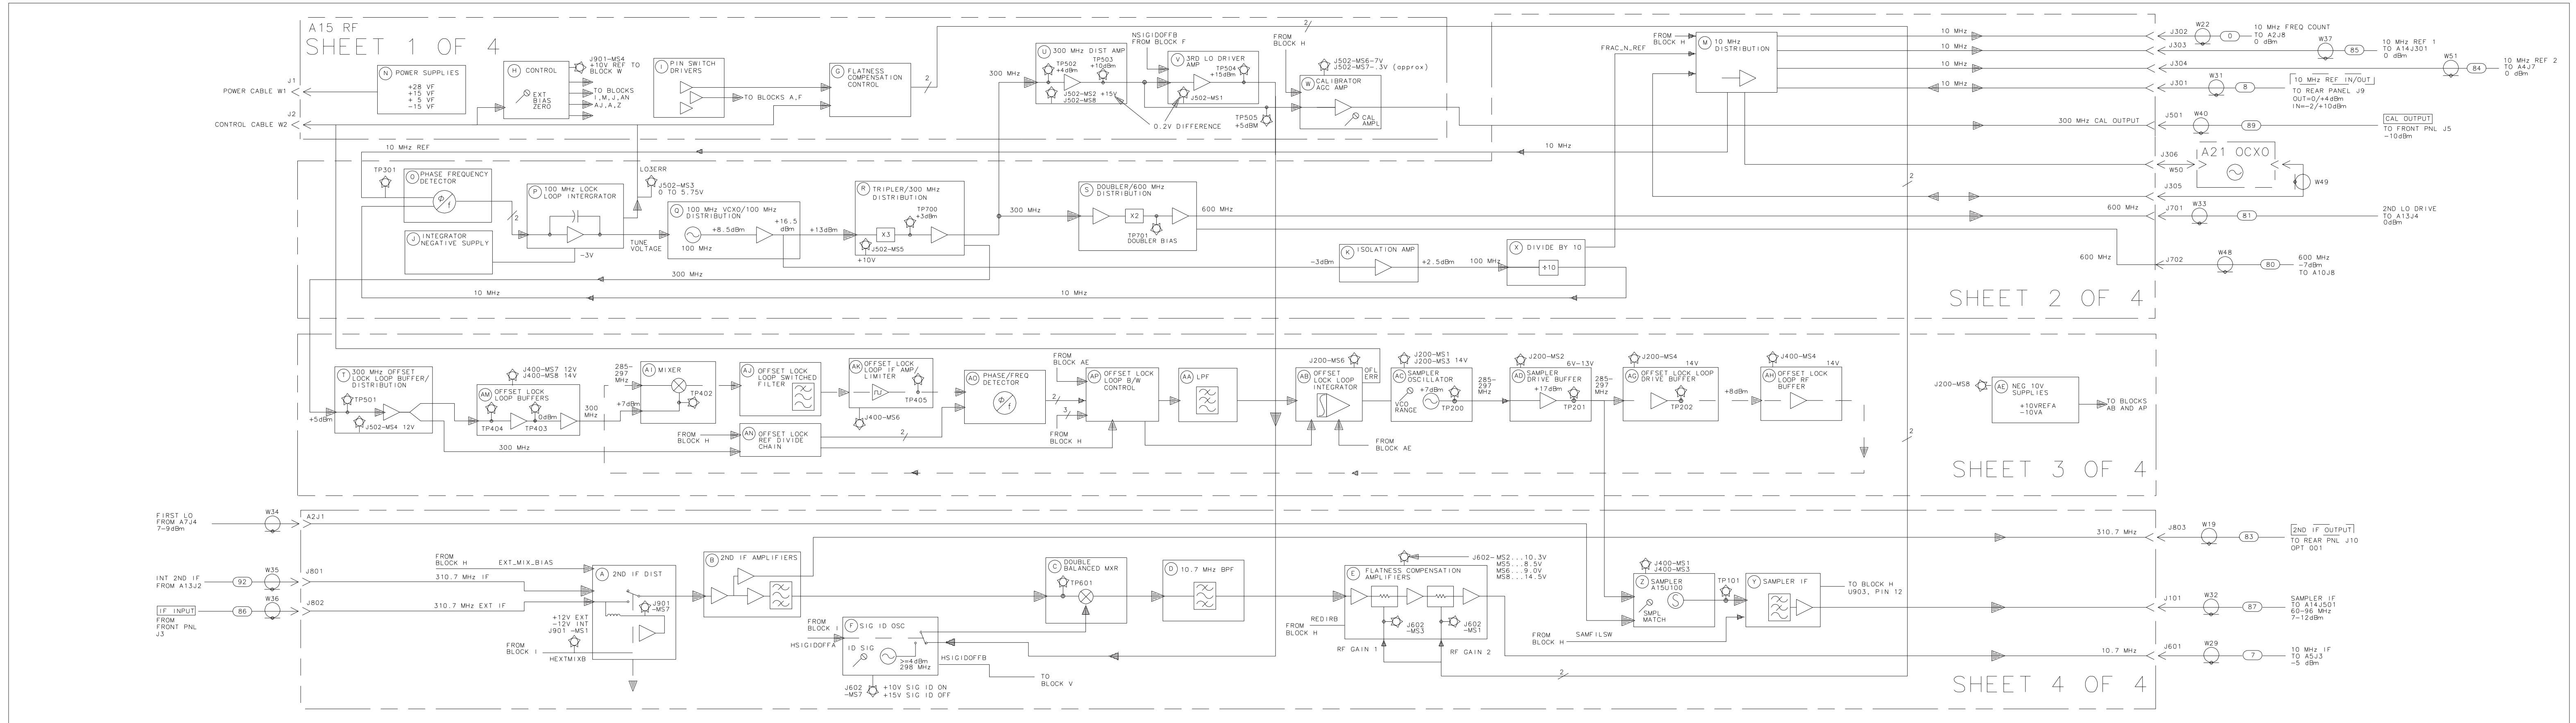 A15 RF
SHEET 1 OF 4
J1
POWER CABLE W1
J2
CONTROL CABLE W2
N POWER SUPPLIES
+28 VF
+15 VF
+ 5 VF
-15 VF
H CONTROL
EXT
BIAS
ZERO
J901-MS4
+10V REF TO
BLOCK W
TO BLOCKS
I,M,J,AN
AJ,A,Z
I PIN SWITCH
DRIVERS
TO BLOCKS A,F
G FLATNESS
COMPENSATION
CONTROL
2
2
300 MHz
U 300 MHz DIST AMP
TP502
+4dBm
TP503
+10dBm
J502-MS2 +15V
J502-MS8
NSIGIDOFFB
FROM BLOCK F
V 3RD LO DRIVER
AMP
TP504
+15dBm
J502-MS1
0.2V DIFFERENCE
TP505
+5dBM
FROM
BLOCK H
J502-MS6-7V
J502-MS7-.3V (approx)
W CALIBRATOR
AGC AMP
CAL
AMPL
FROM
BLOCK H
FRAC_N_REF
M 10 MHz
DISTRIBUTION
10 MHz
10 MHz
10 MHz
10 MHz
300 MHz CAL OUTPUT
J302
W22
0
10 MHz FREQ COUNT
TO A2J8
0 dBm
J303
W37
85
10 MHz REF 1
TO A14J301
0 dBm
J304
W51
84
10 MHz REF 2
TO A4J7
0 dBm
J301
W31
8
10 MHz REF IN/OUT
TO REAR PANEL J9
OUT=0/+4dBm
IN=-2/+10dBm
J501
W40
89
CAL OUTPUT
TO FRONT PNL J5
-10dBm
J306
W50
A21 OCXO
W49
J305
10 MHz REF
10 MHz
TP301
O PHASE FREQUENCY
DETECTOR
Φ/f
2
J INTEGRATOR
NEGATIVE SUPPLY
P 100 MHz LOCK
LOOP INTERGRATOR
-3V
LO3ERR
J502-MS3
0 TO 5.75V
TUNE
VOLTAGE
Q 100 MHz VCXO/100 MHz
DISTRIBUTION
+8.5dBm
100 MHz
+16.5
dBm
+13dBm
R TRIPLER/300 MHz
DISTRIBUTION
TP700
+3dBm
X3
J502-MS5
+10V
300 MHz
S DOUBLER/600 MHz
DISTRIBUTION
X2
TP701
DOUBLER BIAS
600 MHz
-3dBm
K ISOLATION AMP
+2.5dBm
100 MHz
X DIVIDE BY 10
÷10
2
600 MHz
J701
W33
81
2ND LO DRIVE
TO A13J4
0dBm
600 MHz
J702
W48
80
600 MHz
-7dBm
TO A10J8
300 MHz
10 MHz
10 MHz
SHEET 2 OF 4
T 300 MHz OFFSET
LOCK LOOP BUFFER/
DISTRIBUTION
TP501
+5dBm
J502-MS4 12V
J400-MS7 12V
J400-MS8 14V
AM OFFSET LOCK
LOOP BUFFERS
0dBm
TP404
TP403
300
MHz
300 MHz
285-
297
MHz
+7dBm
AI MIXER
TP402
AJ OFFSET LOCK
LOOP SWITCHED
FILTER
FROM
BLOCK H
AN OFFSET LOCK
REF DIVIDE
CHAIN
AK OFFSET LOCK
LOOP IF AMP/
LIMITER
TP405
J400-MS6
2
AO PHASE/FREQ
DETECTOR
Φ/f
2
3
FROM
BLOCK AE
FROM
BLOCK H
AP OFFSET LOCK
LOOP B/W
CONTROL
AA LPF
J200-MS6
OFL
ERR
AB OFFSET
LOCK LOOP
INTEGRATOR
FROM
BLOCK AE
J200-MS1
J200-MS3 14V
AC SAMPLER
OSCILLATOR
+7dBm
VCO
RANGE
TP200
285-
297
MHz
J200-MS2
6V-13V
AD SAMPLER
DRIVE BUFFER
+17dBm
TP201
285-
297
MHz
J200-MS4
14V
AG OFFSET LOCK LOOP
DRIVE BUFFER
TP202
+8dBm
J400-MS4
14V
AH OFFSET LOCK
LOOP RF
BUFFER
2
J200-MS8
AE NEG 10V
SUPPLIES
+10VREFA
-10VA
TO BLOCKS
AB AND AP
SHEET 3 OF 4
FIRST LO
FROM A7J4
7-9dBm
W34
A2J1
INT 2ND IF
FROM A13J2
92
W35
J801
IF INPUT
FROM
FRONT PNL
J3
86
W36
J802
FROM
BLOCK H
EXT_MIX_BIAS
310.7 MHz IF
310.7 MHz EXT IF
+12V EXT
-12V INT
J901 -MS1
FROM
BLOCK I
HEXTMIXB
A 2ND IF DIST
J901
-MS7
B 2ND IF AMPLIFIERS
FROM
BLOCK I
HSIGIDOFFA
F SIG ID OSC
ID SIG
>=4dBm
298 MHz
HSIGIDOFFB
J602
-MS7
+10V SIG ID ON
+15V SIG ID OFF
TO
BLOCK V
C DOUBLE
BALANCED MXR
TP601
D 10.7 MHz BPF
REDIRB
FROM
BLOCK H
E FLATNESS COMPENSATION
AMPLIFIERS
J602-MS2...10.3V
MS5...8.5V
MS6...9.0V
MS8...14.5V
J602
-MS3
J602
-MS1
RF GAIN 1
RF GAIN 2
2
J400-MS1
J400-MS3
Z SAMPLER
A15U100
S
SMPL
MATCH
TP101
FROM
BLOCK H
SAMFILSW
Y SAMPLER IF
TO BLOCK H
U903, PIN 12
310.7 MHz
J803
W19
83
2ND IF OUTPUT
TO REAR PNL J10
OPT 001
J101
W32
87
SAMPLER IF
TO A14J501
60-96 MHz
7-12dBm
10.7 MHz
J601
W29
7
10 MHz IF
TO A5J3
-5 dBm
SHEET 4 OF 4